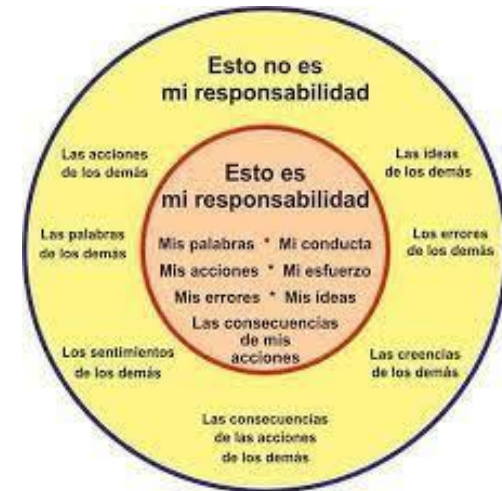 Esto no es
mi responsabilidad
Las acciones
de los demás
Las ideas
de los demás
Esto es
mi responsabilidad
Las palabras
de los demás
Los errores
de los demás
Mis palabras * Mi conducta
Mis acciones * Mi esfuerzo
Mis errores * Mis ideas
Las consecuencias
de mis
acciones
Los sentimientos
de los demás
Las creencias
de los demás
Las consecuencias
de las acciones
de los demás